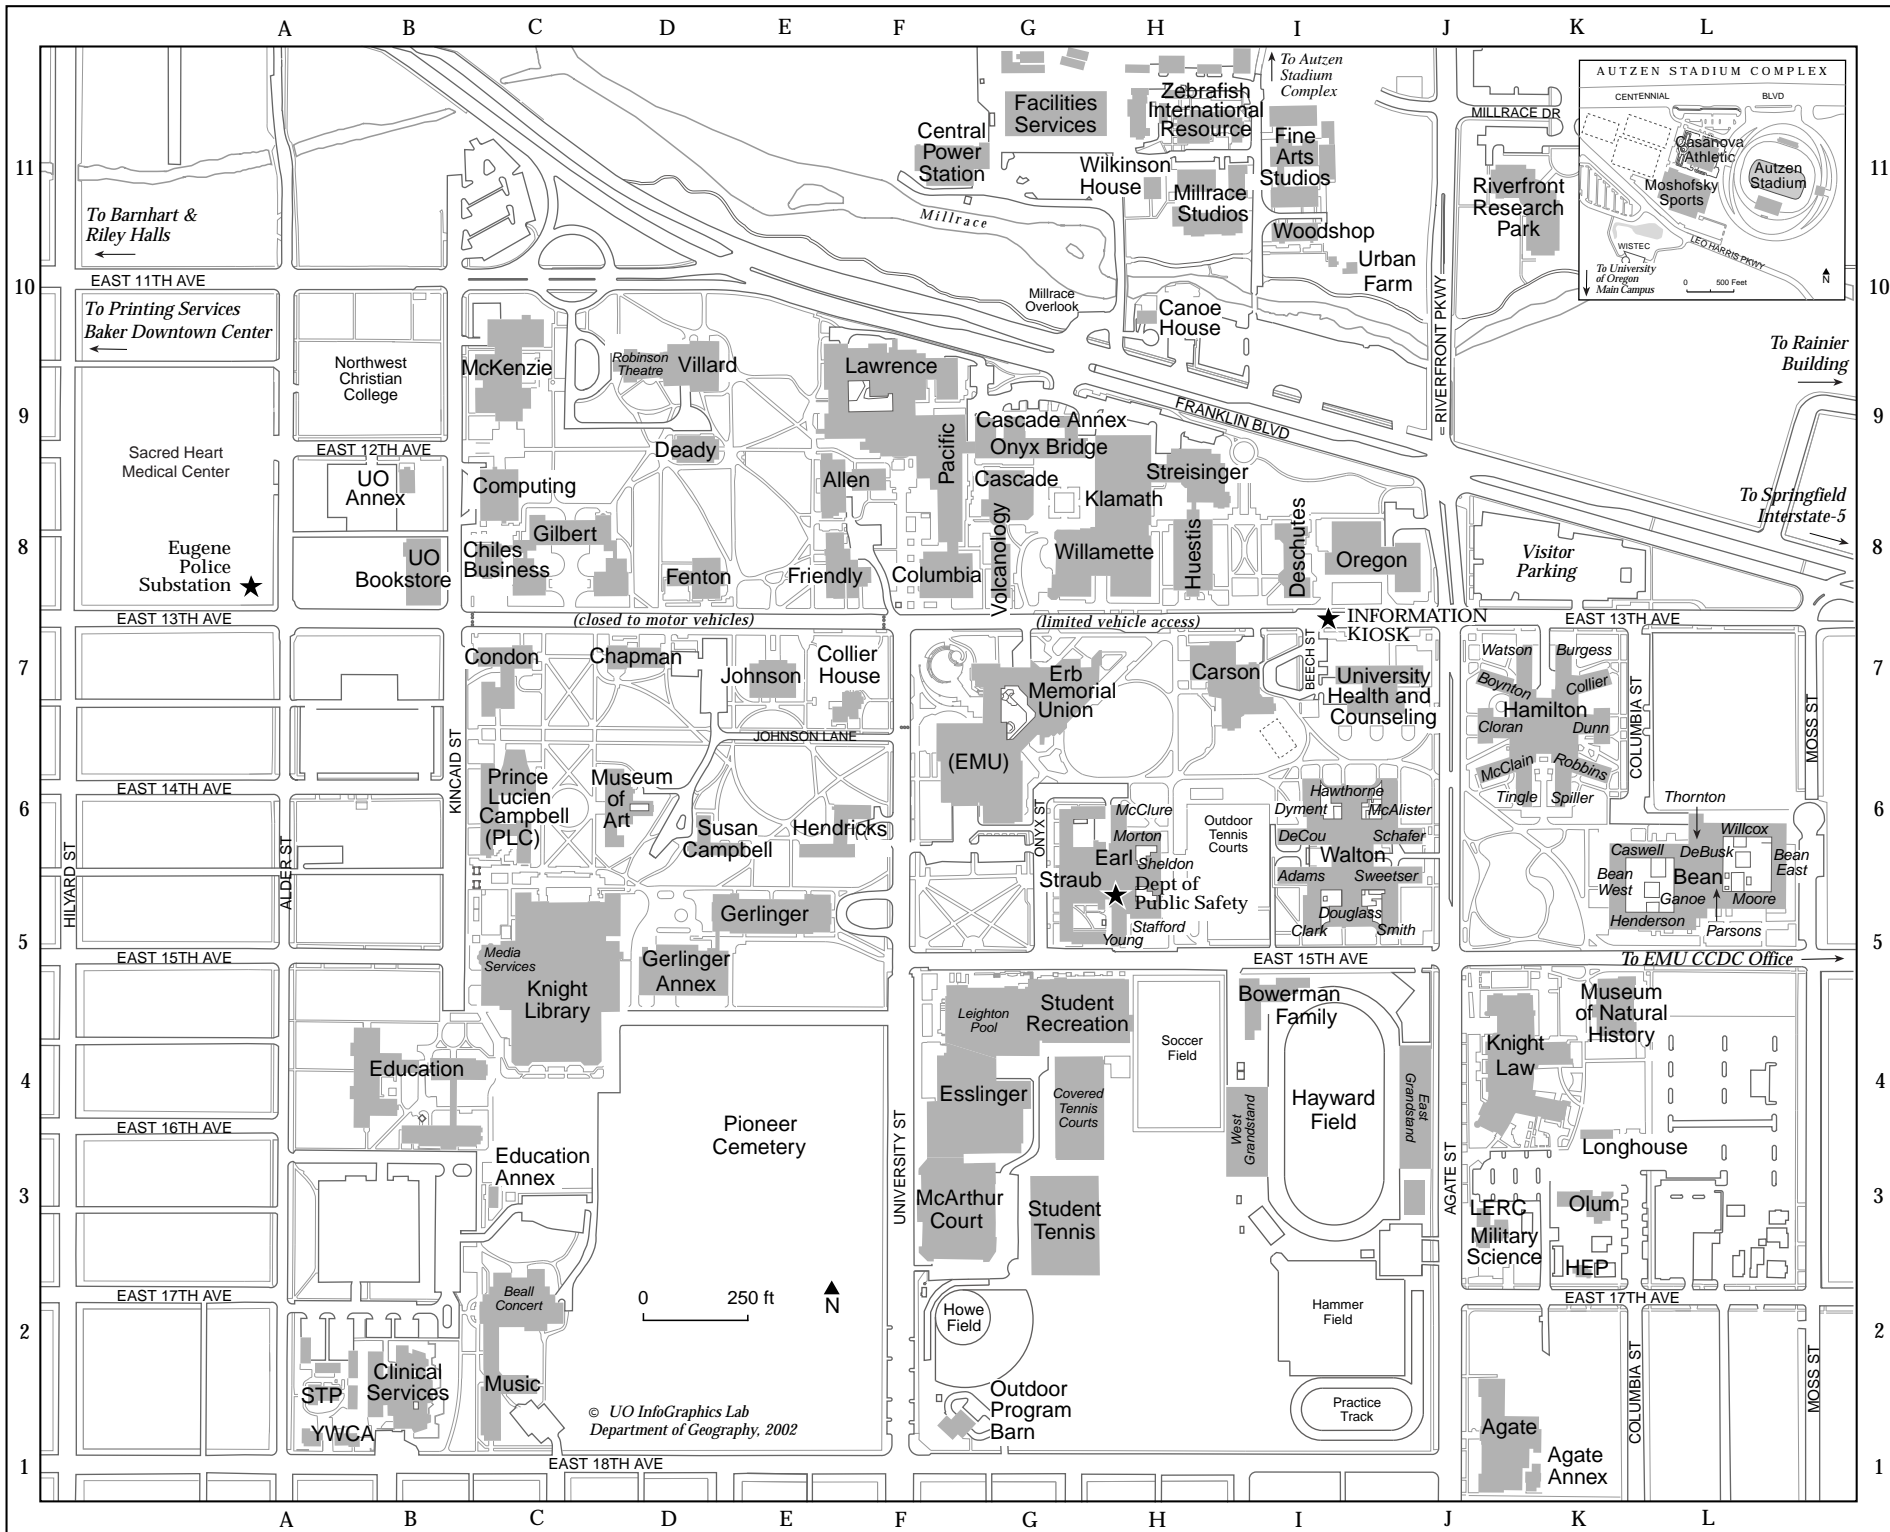 A B C D E F G H I J K L
To Autzen
Stadium
Complex
AUTZEN STADIUM COMPLEX
CENTENNIAL BLVD
Casanova
Athletic
Autzen
Stadium
Moshofsky
Sports
WISTEC
LEO HARRIS PKWY
To University
of Oregon
Main Campus
0 500 Feet
N
Facilities
Services
Zebrafish
International
Resource
MILLRACE DR
Central
Power
Station
Fine
Arts
Studios
11
11
Wilkinson
House
Millrace
Studios
Riverfront
Research
Park
To Barnhart &
Riley Halls
Millrace
Woodshop
Urban
Farm
EAST 11TH AVE
10
10
Millrace
Overlook
Canoe
House
RIVERFRONT PKWY
To Printing Services
Baker Downtown Center
Northwest
Christian
College
McKenzie
Robinson
Theatre
Villard
Lawrence
To Rainier
Building
9
9
FRANKLIN BLVD
Cascade Annex
Onyx Bridge
Pacific
EAST 12TH AVE
Sacred Heart
Medical Center
Deady
UO
Annex
Computing
Allen
Cascade
Klamath
Streisinger
To Springfield
Interstate-5
Gilbert
Volcanology
Deschutes
8
8
Eugene
Police
Substation
UO
Bookstore
Chiles
Business
Fenton
Friendly
Columbia
Willamette
Huestis
Oregon
Visitor
Parking
EAST 13TH AVE
(closed to motor vehicles)
(limited vehicle access)
INFORMATION
KIOSK
EAST 13TH AVE
7
7
Condon
Chapman
Johnson
Collier
House
Erb
Memorial
Union
Carson
BEECH ST
University
Health and
Counseling
Watson
Burgess
Boynton
Collier
Hamilton
Cloran
Dunn
McClain
Robbins
Tingle
Spiller
COLUMBIA ST
MOSS ST
KINCAID ST
JOHNSON LANE
(EMU)
EAST 14TH AVE
6
6
Prince
Lucien
Campbell
(PLC)
Museum
of
Art
Susan
Campbell
Hendricks
ONYX ST
McClure
Morton
Earl
Sheldon
Straub
Dept of
Public Safety
Stafford
Young
Outdoor
Tennis
Courts
Hawthorne
Dyment
McAlister
DeCou
Schafer
Walton
Adams
Sweetser
Douglass
Clark
Smith
Thornton
Willcox
Caswell
DeBusk
Bean
East
Bean
West
Bean
Ganoe
Moore
Henderson
Parsons
HILYARD ST
ALDER ST
Gerlinger
5
5
EAST 15TH AVE
EAST 15TH AVE
To EMU CCDC Office
Media
Services
Knight
Library
Gerlinger
Annex
Leighton
Pool
Student
Recreation
Soccer
Field
Bowerman
Family
Museum
of Natural
History
Knight
Law
4
4
Education
Esslinger
Covered
Tennis
Courts
West
Grandstand
Hayward
Field
East
Grandstand
Pioneer
Cemetery
EAST 16TH AVE
UNIVERSITY ST
AGATE ST
Longhouse
Education
Annex
3
3
McArthur
Court
Student
Tennis
LERC
Military
Science
Olum
HEP
EAST 17TH AVE
EAST 17TH AVE
Beall
Concert
0 250 ft
N
Howe
Field
Hammer
Field
2
2
STP
Clinical
Services
YWCA
Music
© UO InfoGraphics Lab
Department of Geography, 2002
Outdoor
Program
Barn
Practice
Track
Agate
Agate
Annex
COLUMBIA ST
MOSS ST
1
1
EAST 18TH AVE
A B C D E F G H I J K L